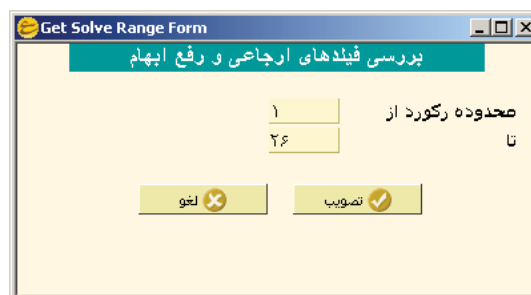 Get Solve Range Form
بررسی فیلدهای ارجاعی و رفع ابهام
محدوده رکورد از ۱
تا ۲۶
تصویب لغو